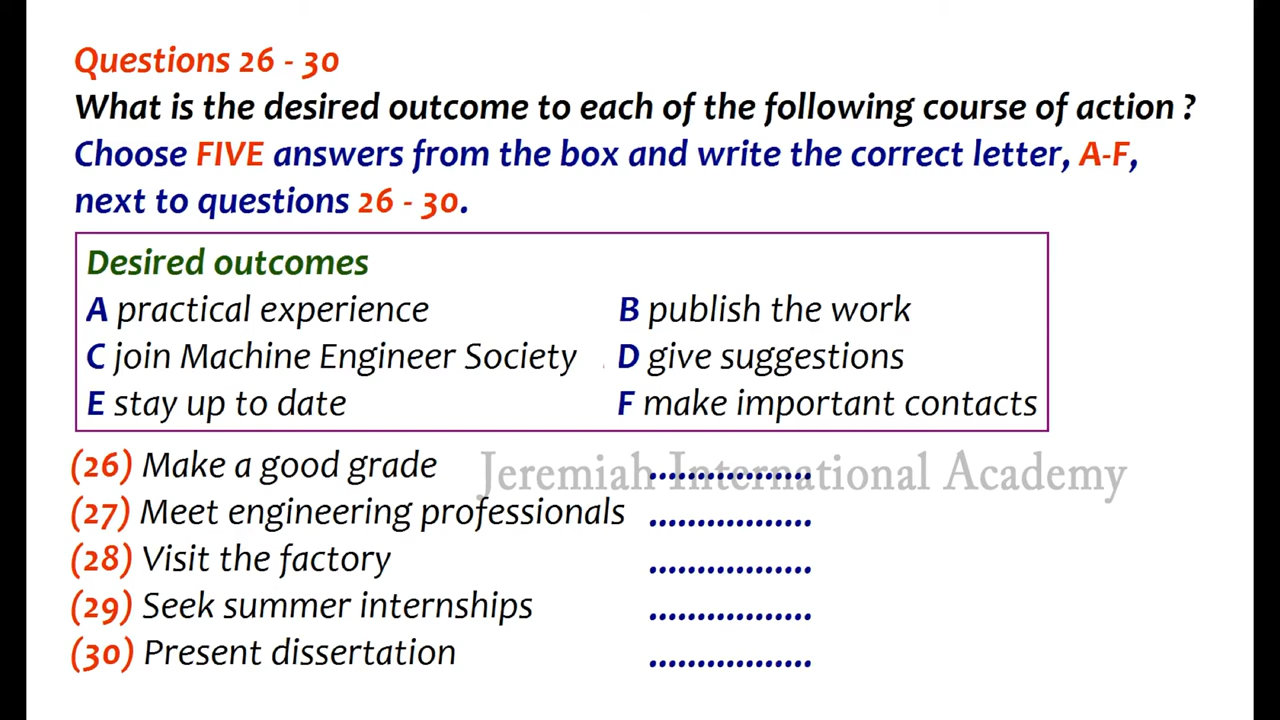 Questions 26 - 30
What is the desired outcome to each of the following course of action ?
Choose FIVE answers from the box and write the correct letter, A-F,
next to questions 26 - 30.
Desired outcomes
A practical experience B publish the work
C join Machine Engineer Society D give suggestions
E stay up to date F make important contacts
(26) Make a good grade ................. Jeremiah International Academy
(27) Meet engineering professionals .................
(28) Visit the factory .................
(29) Seek summer internships .................
(30) Present dissertation .................